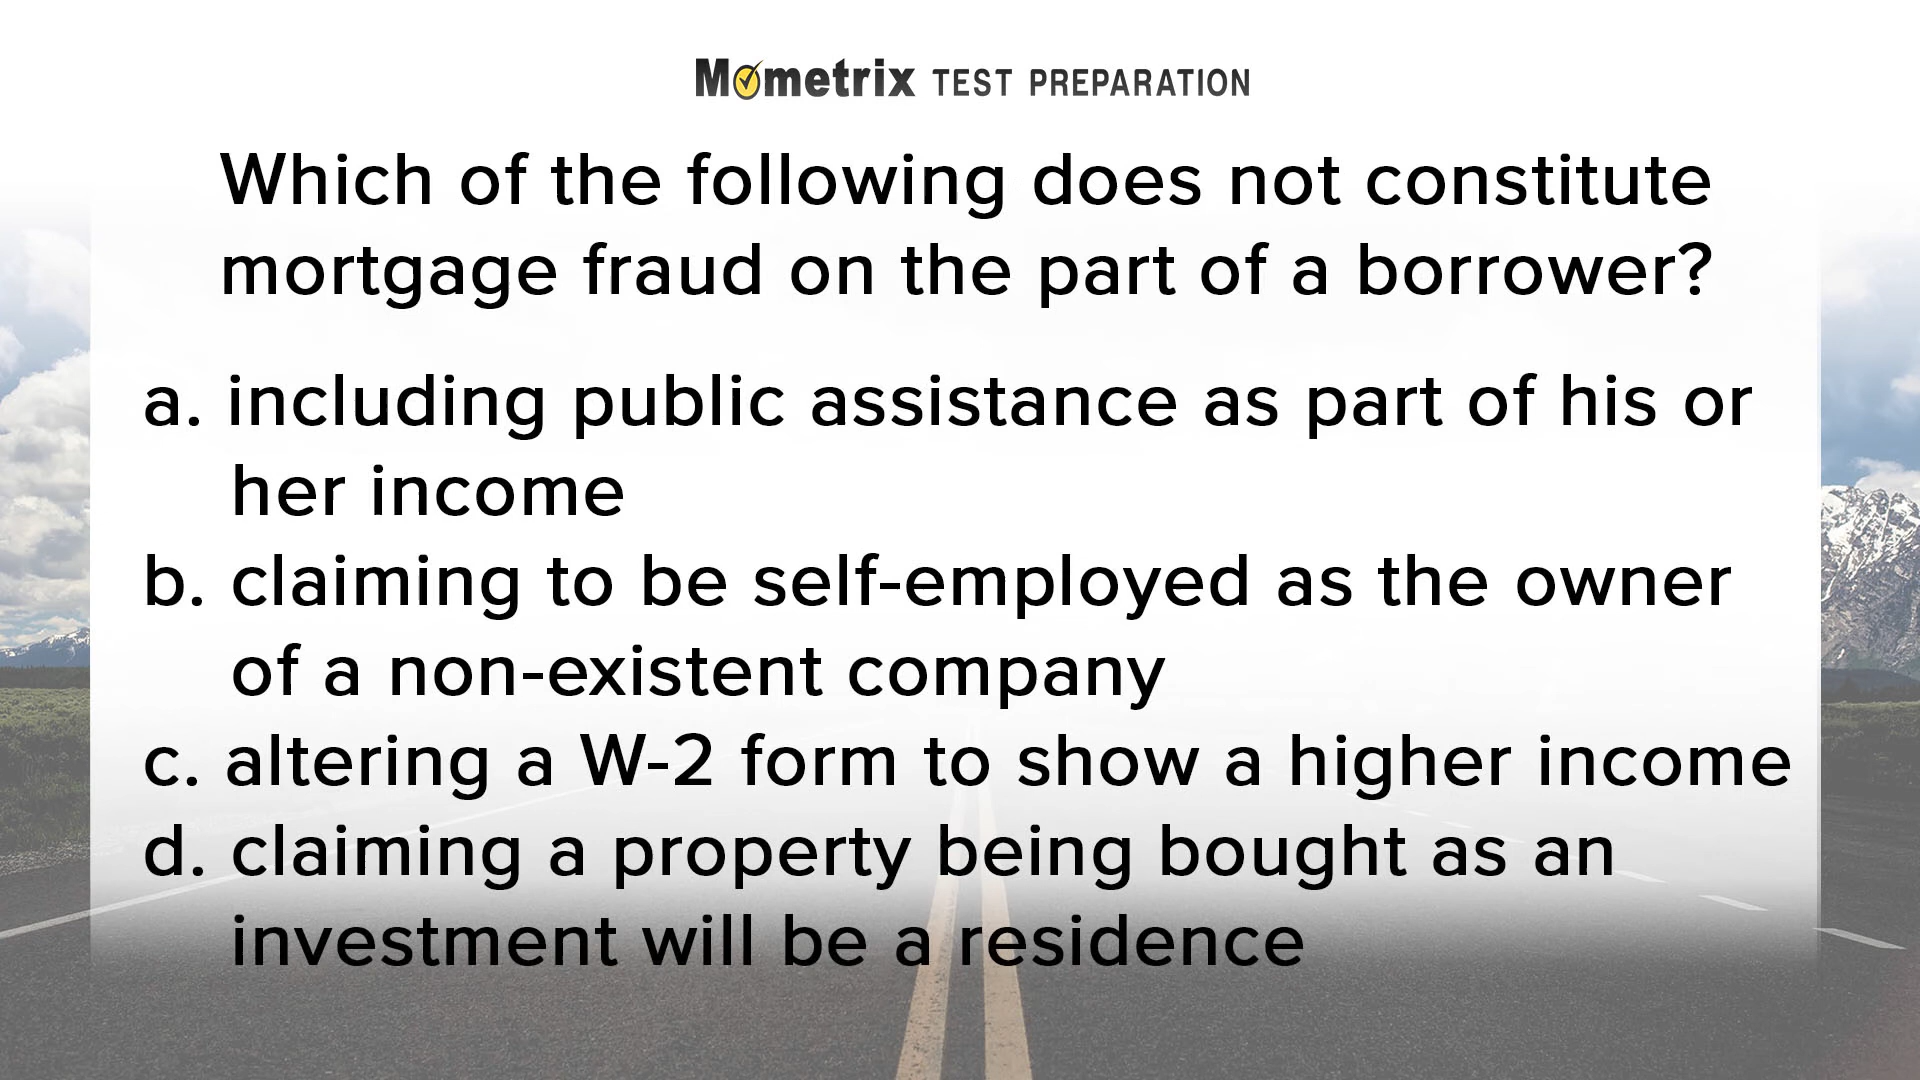 Mometrix TEST PREPARATION
Which of the following does not constitute
mortgage fraud on the part of a borrower?
a. including public assistance as part of his or
her income
b. claiming to be self-employed as the owner
of a non-existent company
c. altering a W-2 form to show a higher income
d. claiming a property being bought as an
investment will be a residence